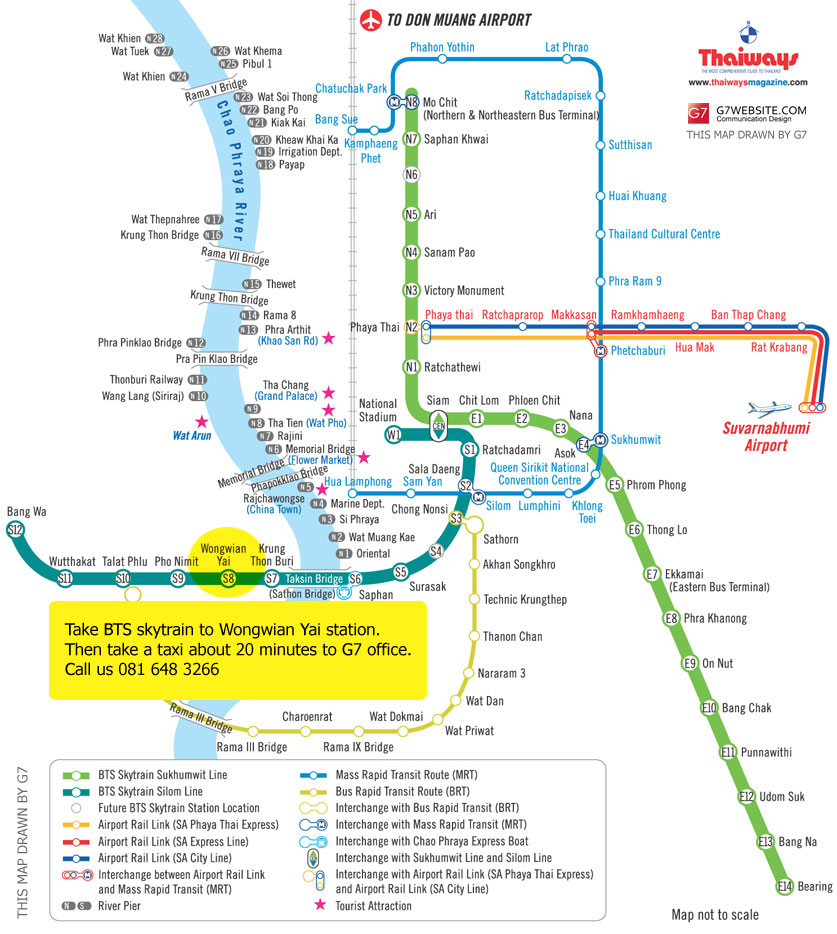 TO DON MUANG AIRPORT
Thaiways
THE MOST COMPREHENSIVE GUIDE TO THAILAND
www.thaiwaysmagazine.com
G7
G7WEBSITE.COM
Communication Design
THIS MAP DRAWN BY G7
Wat Khien N28
Wat Tuek N27
N26 Wat Khema
N25 Pibul 1
Wat Khien N24
Rama V Bridge
N23 Wat Soi Thong
N22 Bang Po
N21 Kiak Kai
N20 Kheaw Khai Ka
N19 Irrigation Dept.
N18 Payap
Chao Phraya River
Wat Thepnahree N17
Krung Thon Bridge N16
Rama VII Bridge
N15 Thewet
Krung Thon Bridge
N14 Rama 8
N13 Phra Arthit
(Khao San Rd)
Phra Pinklao Bridge N12
Pra Pin Klao Bridge
Thonburi Railway N11
Wang Lang (Siriraj) N10
Tha Chang
(Grand Palace)
N9
N8 Tha Tien (Wat Pho)
Wat Arun
N7 Rajini
N6 Memorial Bridge
(Flower Market)
Memorial Bridge
Phapokklao Bridge
N5
Rajchawongse
(China Town)
N4 Marine Dept.
N3 Si Phraya
N2 Wat Muang Kae
N1 Oriental
Phahon Yothin
Lat Phrao
Chatuchak Park
Bang Sue
Kamphaeng
Phet
Ratchadapisek
Sutthisan
Huai Khuang
Thailand Cultural Centre
Phra Ram 9
N8 Mo Chit
(Northern & Northeastern Bus Terminal)
N7 Saphan Khwai
N6
N5 Ari
N4 Sanam Pao
N3 Victory Monument
Phaya Thai N2
N1 Ratchathewi
Phaya thai
Ratchaprarop
Makkasan
Ramkhamhaeng
Ban Thap Chang
Phetchaburi
Hua Mak
Rat Krabang
Suvarnabhumi
Airport
National
Stadium
W1
Siam
CEN
Chit Lom
E1
Phloen Chit
E2
Nana
E3
Asok
E4
Sukhumwit
S1
Ratchadamri
Sala Daeng
S2
Queen Sirikit National
Convention Centre
Hua Lamphong
Sam Yan
Silom
Lumphini
Khlong
Toei
Chong Nonsi
S3
Sathorn
S4
Surasak
S5
E5 Phrom Phong
E6 Thong Lo
E7 Ekkamai
(Eastern Bus Terminal)
E8 Phra Khanong
E9 On Nut
E10 Bang Chak
E11 Punnawithi
E12 Udom Suk
E13 Bang Na
E14 Bearing
Bang Wa
S12
Wutthakat
S11
Talat Phlu
S10
Pho Nimit
S9
Wongwian
Yai
S8
Krung
Thon Buri
S7
Taksin Bridge
(Sathon Bridge)
S6
Saphan
Akhan Songkhro
Technic Krungthep
Thanon Chan
Nararam 3
Wat Dan
Wat Priwat
Wat Dokmai
Rama IX Bridge
Charoenrat
Rama III Bridge
Rama III Bridge
Take BTS skytrain to Wongwian Yai station.
Then take a taxi about 20 minutes to G7 office.
Call us 081 648 3266
BTS Skytrain Sukhumwit Line
BTS Skytrain Silom Line
Future BTS Skytrain Station Location
Airport Rail Link (SA Phaya Thai Express)
Airport Rail Link (SA Express Line)
Airport Rail Link (SA City Line)
Interchange between Airport Rail Link
and Mass Rapid Transit (MRT)
N S River Pier
Mass Rapid Transit Route (MRT)
Bus Rapid Transit Route (BRT)
Interchange with Bus Rapid Transit (BRT)
Interchange with Mass Rapid Transit (MRT)
Interchange with Chao Phraya Express Boat
Interchange with Sukhumwit Line and Silom Line
Interchange with Airport Rail Link (SA Phaya Thai Express)
and Airport Rail Link (SA City Line)
Tourist Attraction
THIS MAP DRAWN BY G7
Map not to scale